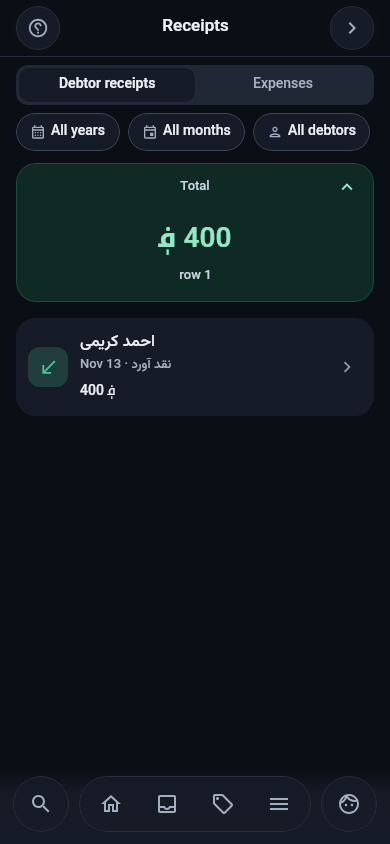 Receipts
Debtor receipts
Expenses
All years
All months
All debtors
Total
؋ 400
row 1
احمد کریمی
Nov 13 · نقد آورد
400 ؋